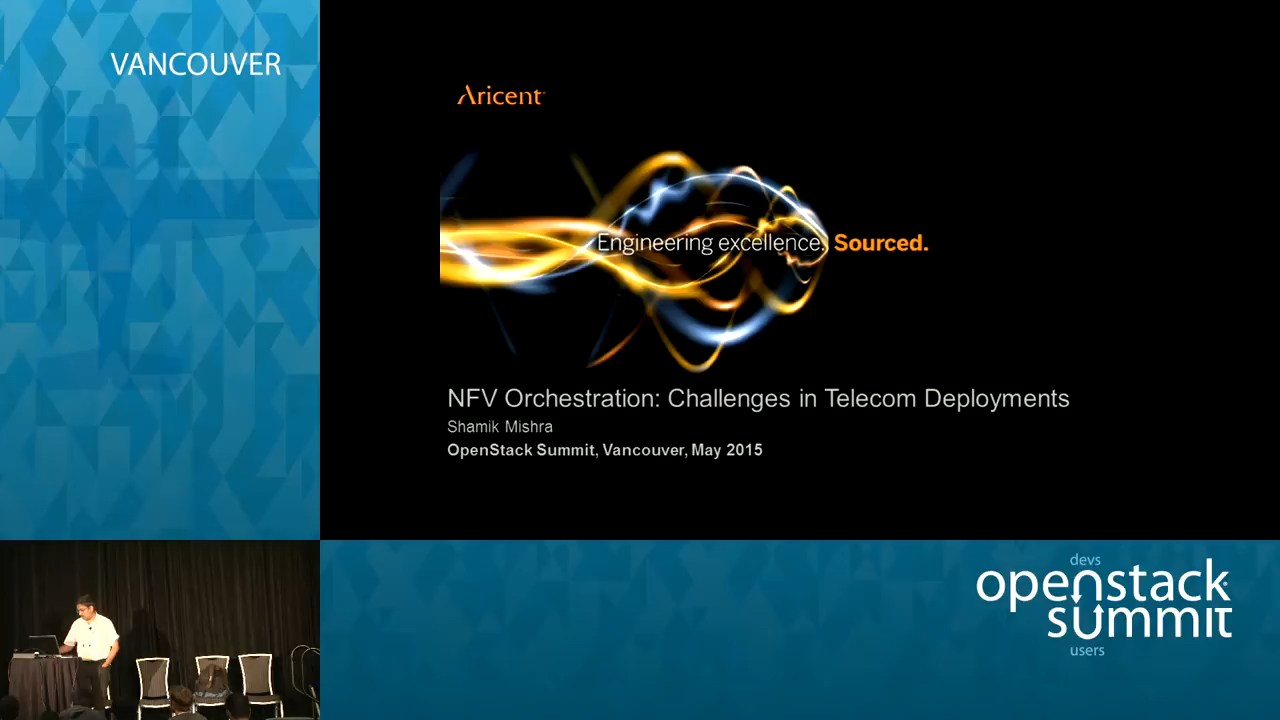 VANCOUVER
Aricent
Engineering excellence. Sourced.
NFV Orchestration: Challenges in Telecom Deployments
Shamik Mishra
OpenStack Summit, Vancouver, May 2015
devs
openstack
summit
users